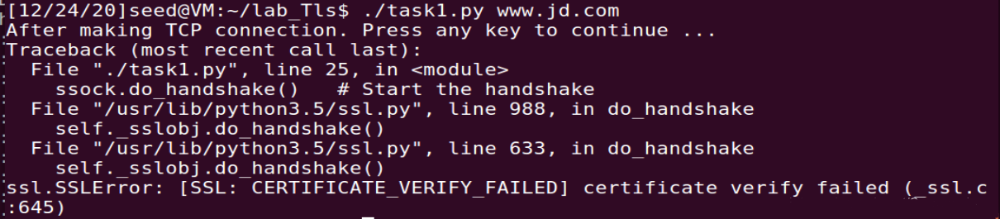 [12/24/20]seed@VM:~/lab_Tls$ ./task1.py www.jd.com
After making TCP connection. Press any key to continue ...
Traceback (most recent call last):
  File "./task1.py", line 25, in <module>
    ssock.do_handshake()   # Start the handshake
  File "/usr/lib/python3.5/ssl.py", line 988, in do_handshake
    self._sslobj.do_handshake()
  File "/usr/lib/python3.5/ssl.py", line 633, in do_handshake
    self._sslobj.do_handshake()
ssl.SSLError: [SSL: CERTIFICATE_VERIFY_FAILED] certificate verify failed (_ssl.c
:645)